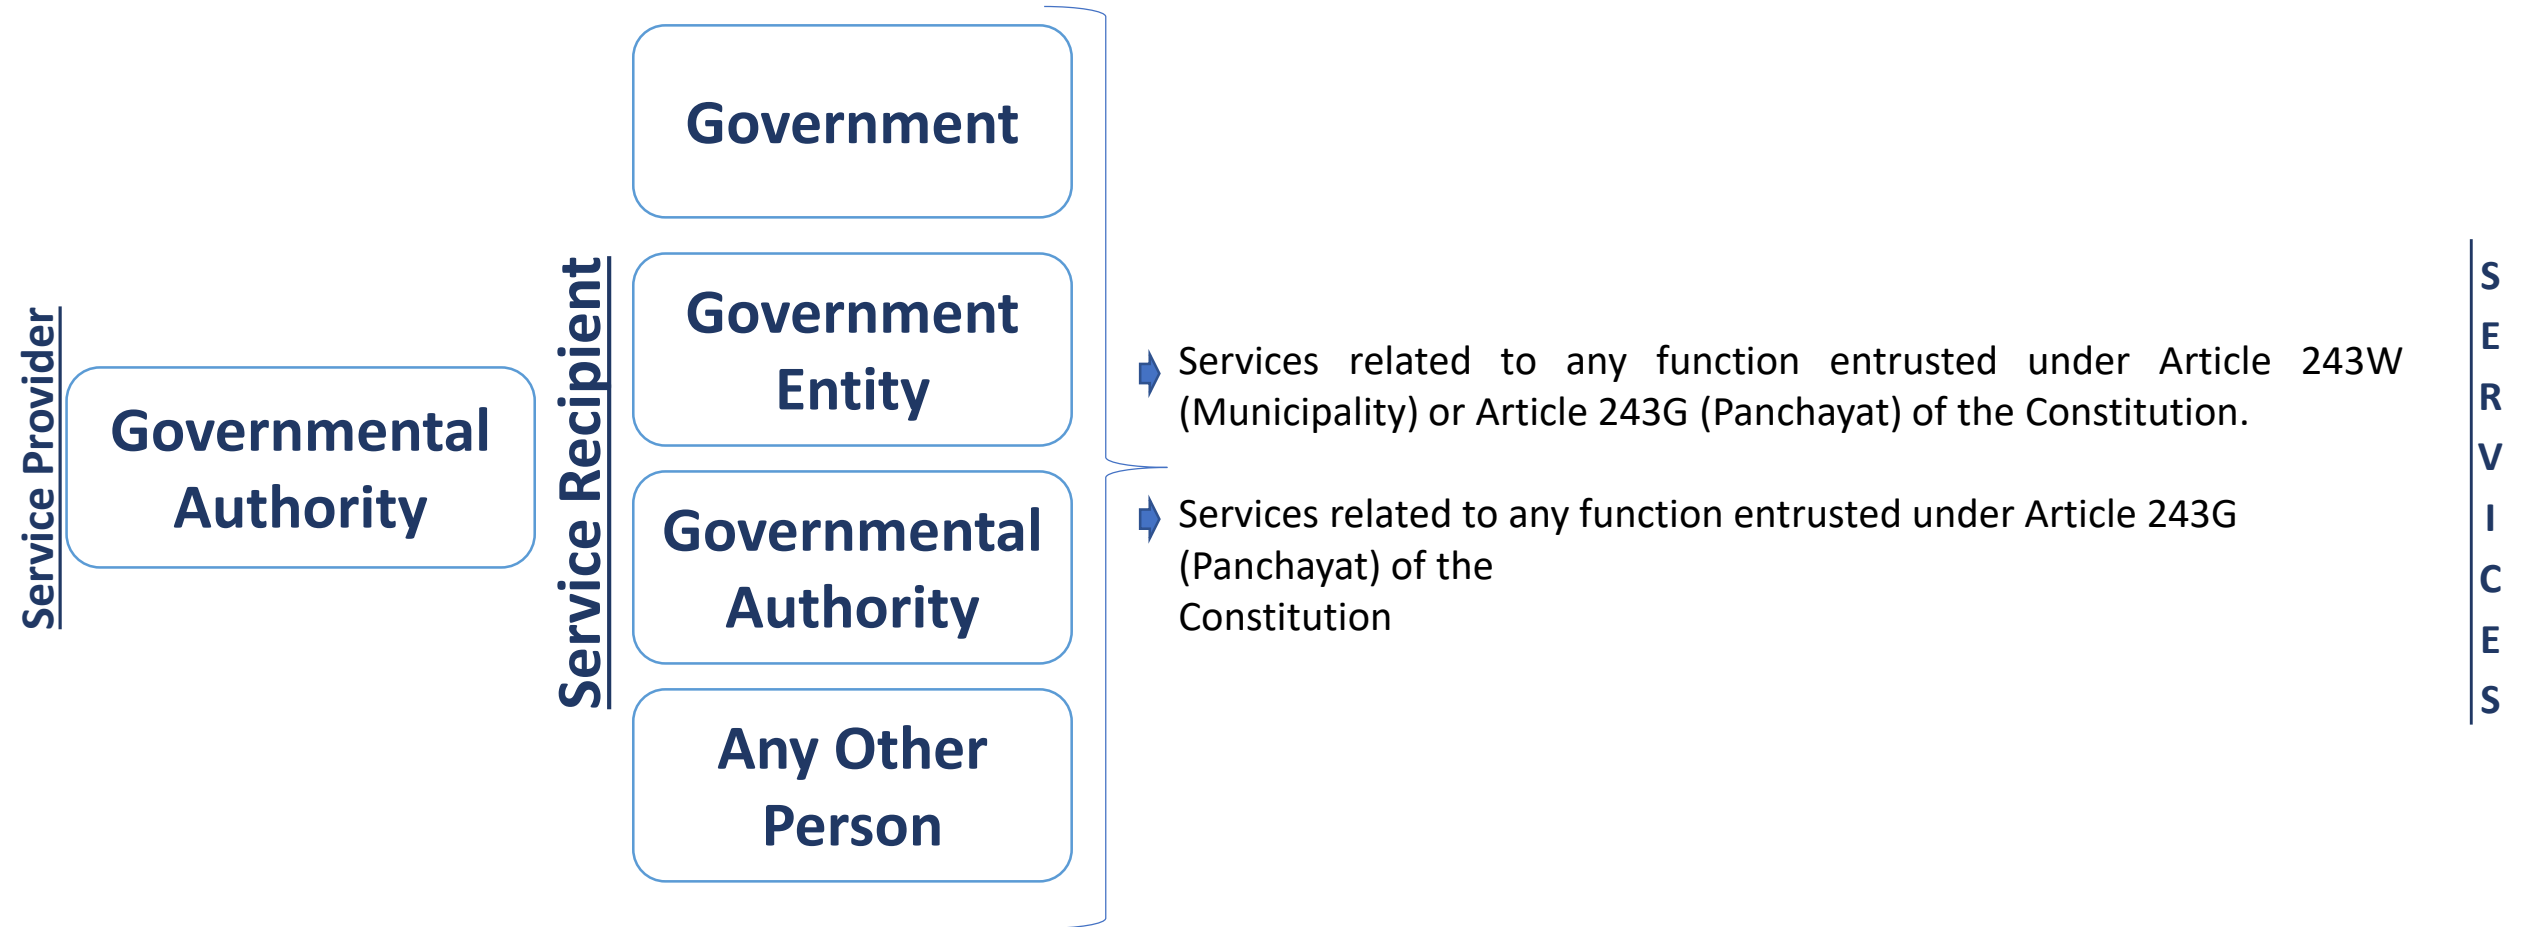 Service Provider
Governmental
Authority
Service Recipient
Government
Government
Entity
Governmental
Authority
Any Other
Person
Services related to any function entrusted under Article 243W
(Municipality) or Article 243G (Panchayat) of the Constitution.
Services related to any function entrusted under Article 243G
(Panchayat) of the
Constitution
SERVICES